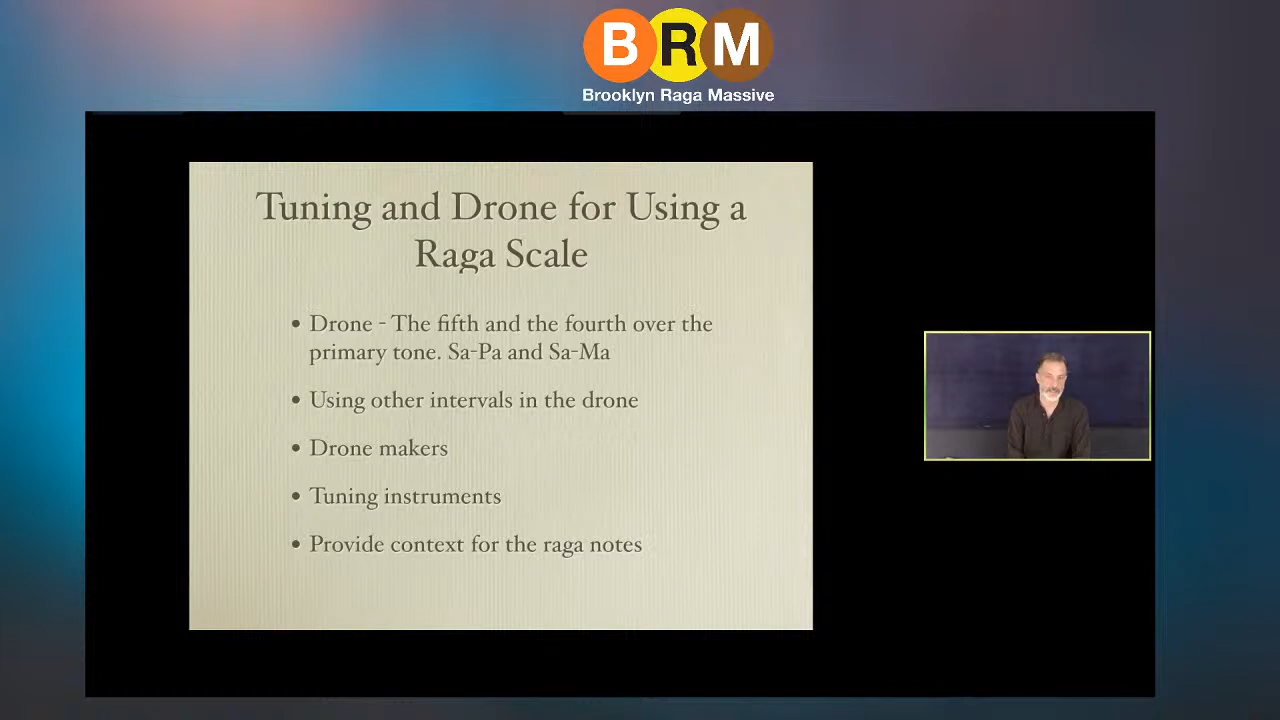 BRM
Brooklyn Raga Massive
Tuning and Drone for Using a
Raga Scale
• Drone - The fifth and the fourth over the
primary tone. Sa-Pa and Sa-Ma
• Using other intervals in the drone
• Drone makers
• Tuning instruments
• Provide context for the raga notes